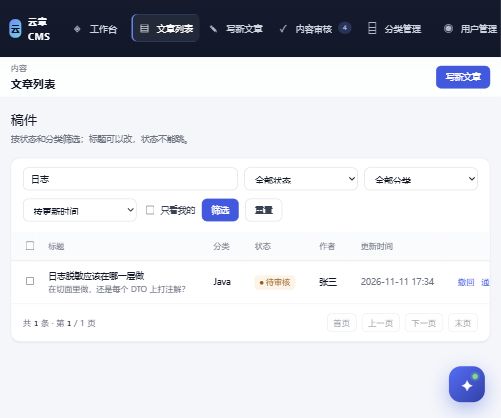 云
云章
CMS
工作台
文章列表
写新文章
内容审核 4
分类管理
用户管理
内容
文章列表
写新文章
稿件
按状态和分类筛选；标题可以改，状态不能跳。
日志
全部状态
全部分类
按更新时间
只看我的
筛选
重置
标题 分类 状态 作者 更新时间
日志脱敏应该在哪一层做 Java 待审核 张三 2026-11-11 17:34 撤回 通
在切面里做，还是每个 DTO 上打注解？
共 1 条 · 第 1 / 1 页
首页 上一页 下一页 末页